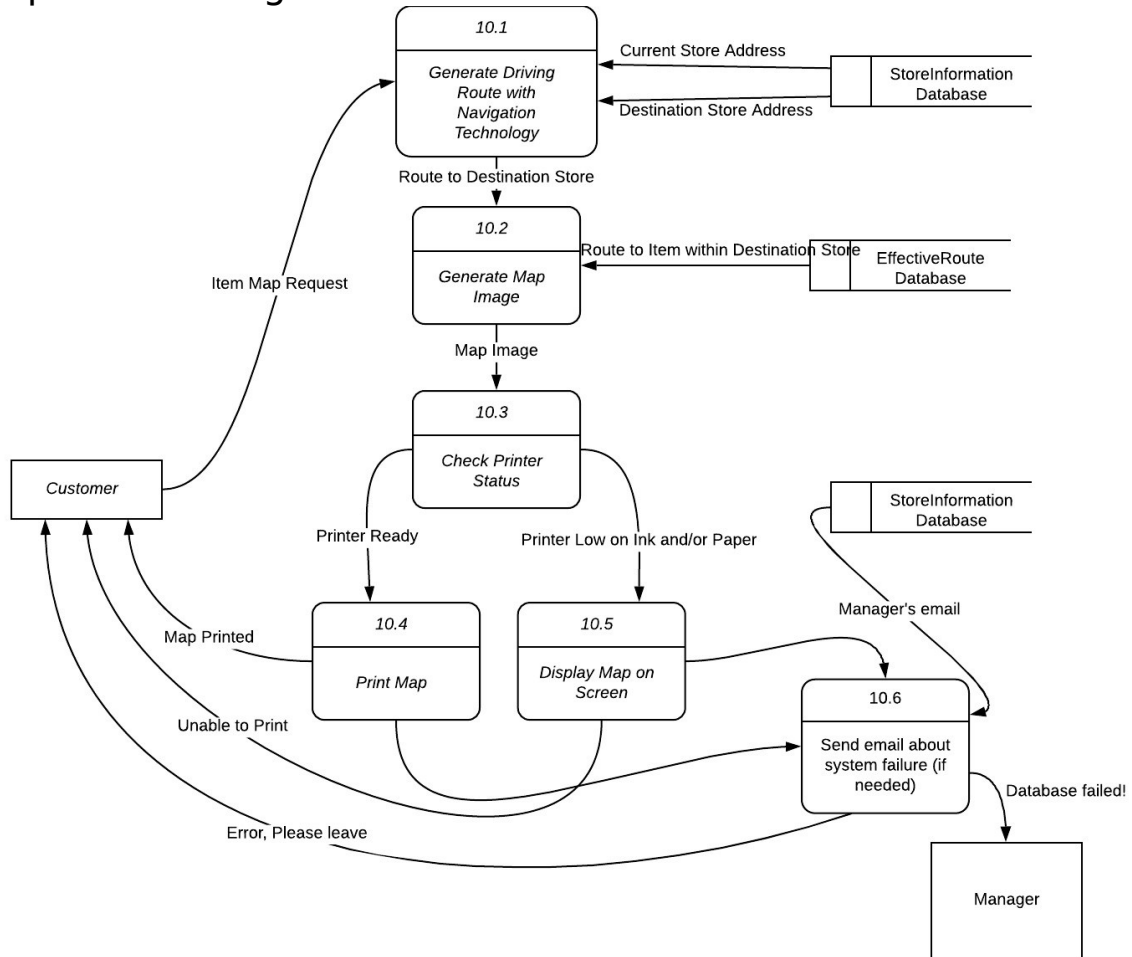 10.1
Generate Driving
Route with
Navigation
Technology
Current Store Address
Destination Store Address
StoreInformation
Database
Route to Destination Store
10.2
Generate Map
Image
Route to Item within Destination Store
EffectiveRoute
Database
Item Map Request
Map Image
10.3
Check Printer
Status
Customer
StoreInformation
Database
Printer Ready
Printer Low on Ink and/or Paper
Manager's email
10.4
Print Map
10.5
Display Map on
Screen
Map Printed
Unable to Print
10.6
Send email about
system failure (if
needed)
Database failed!
Error, Please leave
Manager